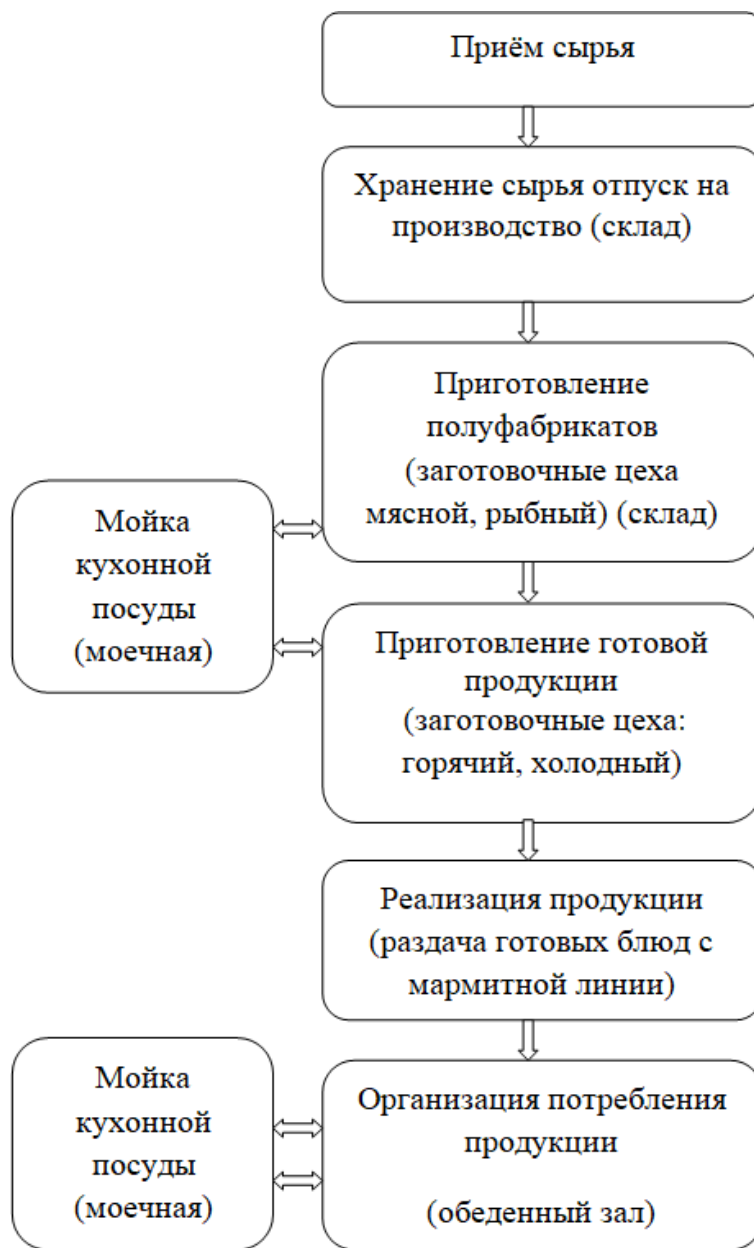 Приём сырья
Хранение сырья отпуск на
производство (склад)
Приготовление
полуфабрикатов
(заготовочные цеха
мясной, рыбный) (склад)
Мойка
кухонной
посуды
(моечная)
Приготовление готовой
продукции
(заготовочные цеха:
горячий, холодный)
Реализация продукции
(раздача готовых блюд с
мармитной линии)
Мойка
кухонной
посуды
(моечная)
Организация потребления
продукции
(обеденный зал)